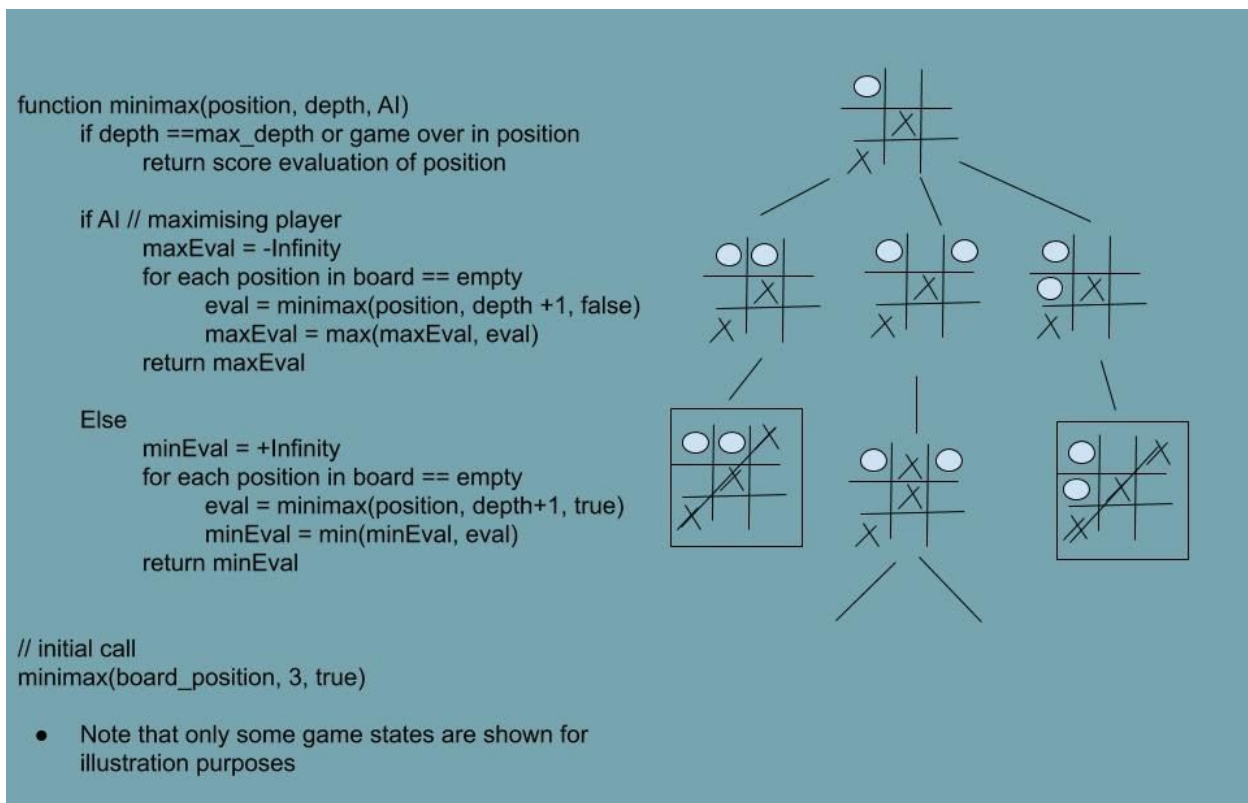 function minimax(position, depth, AI)
if depth ==max_depth or game over in position
return score evaluation of position
if AI // maximising player
maxEval = -Infinity
for each position in board == empty
eval = minimax(position, depth +1, false)
maxEval = max(maxEval, eval)
return maxEval
Else
minEval = +Infinity
for each position in board == empty
eval = minimax(position, depth+1, true)
minEval = min(minEval, eval)
return minEval
// initial call
minimax(board_position, 3, true)
● Note that only some game states are shown for
illustration purposes